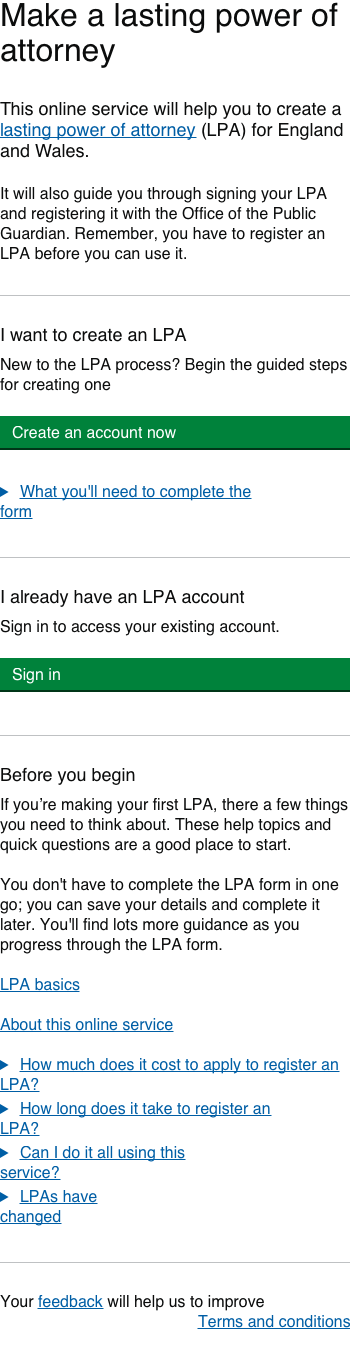 Make a lasting power of
attorney
This online service will help you to create a
lasting power of attorney (LPA) for England
and Wales.
It will also guide you through signing your LPA
and registering it with the Office of the Public
Guardian. Remember, you have to register an
LPA before you can use it.
I want to create an LPA
New to the LPA process? Begin the guided steps
for creating one
Create an account now
What you'll need to complete the
form
I already have an LPA account
Sign in to access your existing account.
Sign in
Before you begin
If you’re making your first LPA, there a few things
you need to think about. These help topics and
quick questions are a good place to start.
You don't have to complete the LPA form in one
go; you can save your details and complete it
later. You'll find lots more guidance as you
progress through the LPA form.
LPA basics
About this online service
How much does it cost to apply to register an
LPA?
How long does it take to register an
LPA?
Can I do it all using this
service?
LPAs have
changed
Your feedback will help us to improve
Terms and conditions